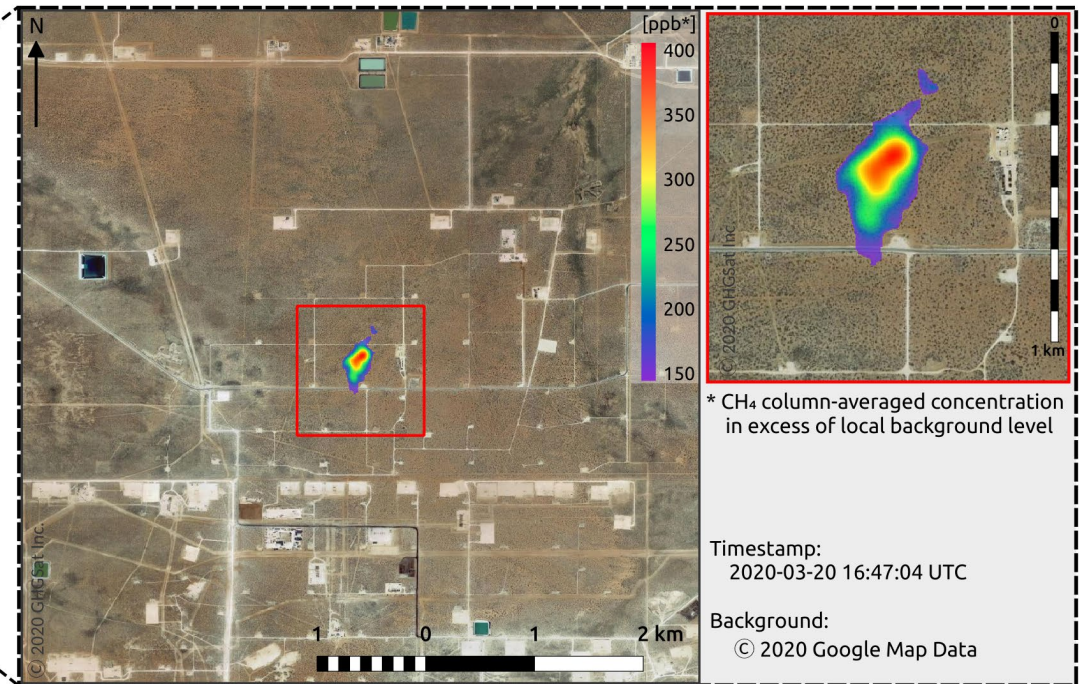 N
[ppb*]
400
350
300
250
200
150
1 0 1 2 km
© 2020 GHGSat Inc.
0
1 km
© 2020 GHGSat Inc.
* CH₄ column-averaged concentration
in excess of local background level
Timestamp:
2020-03-20 16:47:04 UTC
Background:
Ⓒ 2020 Google Map Data